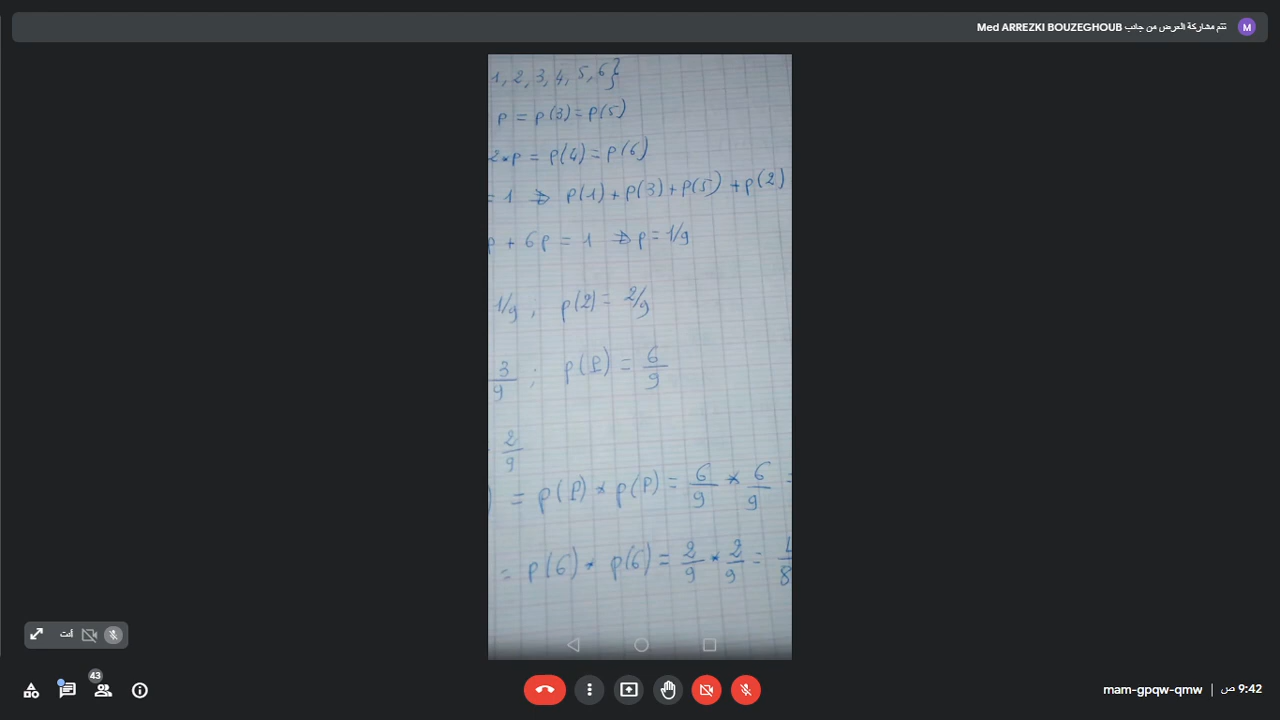 تتم مشاركة العرض من جانب Med ARREZKI BOUZEGHOUB
M
1, 2, 3, 4, 5, 6}
p = p(3) = p(5)
2*p = p(4) = p(6)
= 1 ⇒ p(1) + p(3) + p(5) + p(2)
p + 6p = 1 ⇒ p = 1/9
1/9 ; p(2) = 2/9
3/9 ; p(P) = 6/9
2/9
) = p(P) * p(P) = 6/9 * 6/9 =
= p(6) * p(6) = 2/9 * 2/9 =
أنت
43
mam-gpqw-qmw | 9:42 ص